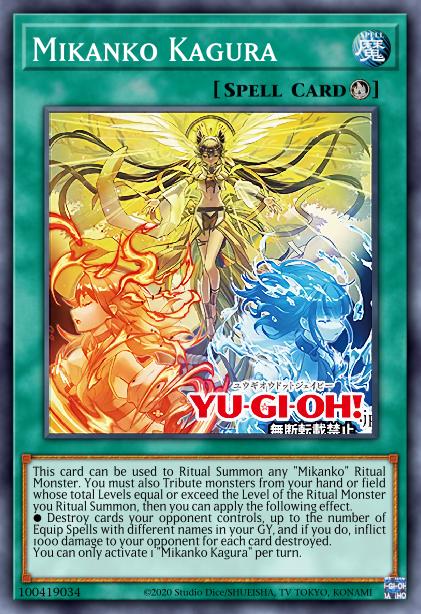 Mikanko Kagura
SPELL
魔
[Spell Card]
ユウギオウドットジェイピー
YU-GI-OH!
無断転載禁止
This card can be used to Ritual Summon any "Mikanko" Ritual
Monster. You must also Tribute monsters from your hand or field
whose total Levels equal or exceed the Level of the Ritual Monster
you Ritual Summon, then you can apply the following effect.
● Destroy cards your opponent controls, up to the number of
Equip Spells with different names in your GY, and if you do, inflict
1000 damage to your opponent for each card destroyed.
You can only activate 1 "Mikanko Kagura" per turn.
100419034
©2020 Studio Dice/SHUEISHA, TV TOKYO, KONAMI